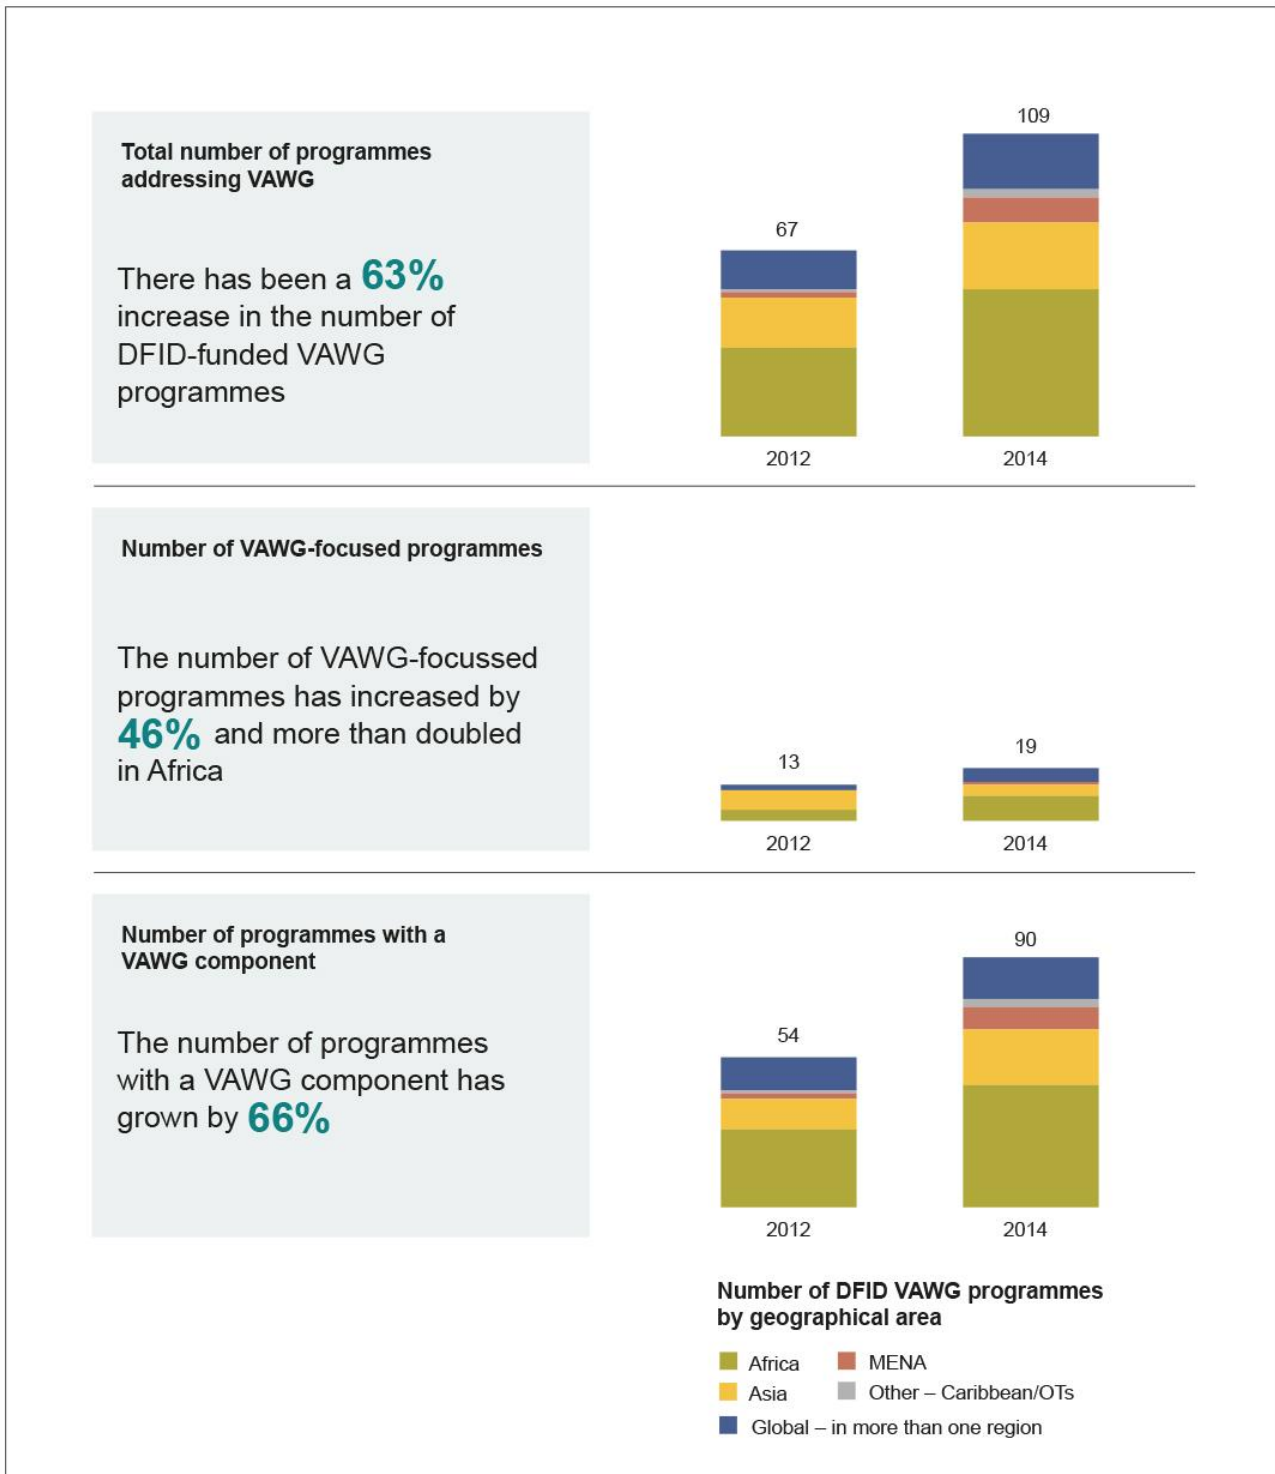 Total number of programmes
addressing VAWG
There has been a 63%
increase in the number of
DFID-funded VAWG
programmes
67
109
2012
2014
Number of VAWG-focused programmes
The number of VAWG-focussed
programmes has increased by
46% and more than doubled
in Africa
13
19
2012
2014
Number of programmes with a
VAWG component
The number of programmes
with a VAWG component has
grown by 66%
54
90
2012
2014
Number of DFID VAWG programmes
by geographical area
Africa
MENA
Asia
Other – Caribbean/OTs
Global – in more than one region